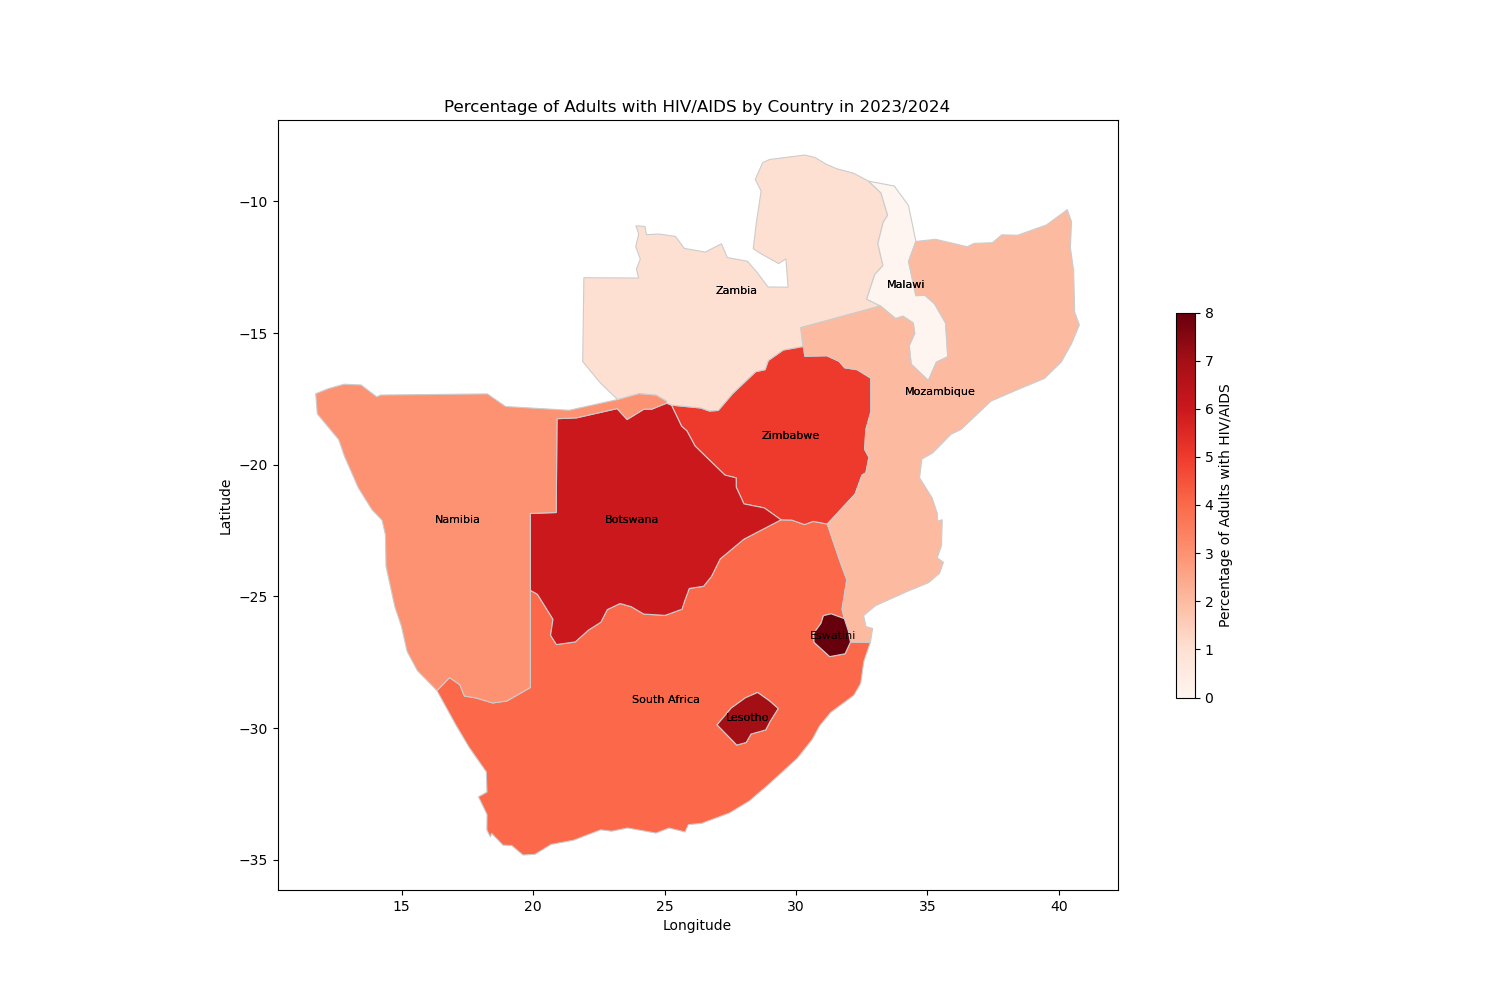 Percentage of Adults with HIV/AIDS by Country in 2023/2024
−10
−15
−20
−25
−30
−35
Latitude
15
20
25
30
35
40
Longitude
Zambia
Malawi
Mozambique
Zimbabwe
Namibia
Botswana
Eswatini
South Africa
Lesotho
8
7
6
5
4
3
2
1
0
Percentage of Adults with HIV/AIDS